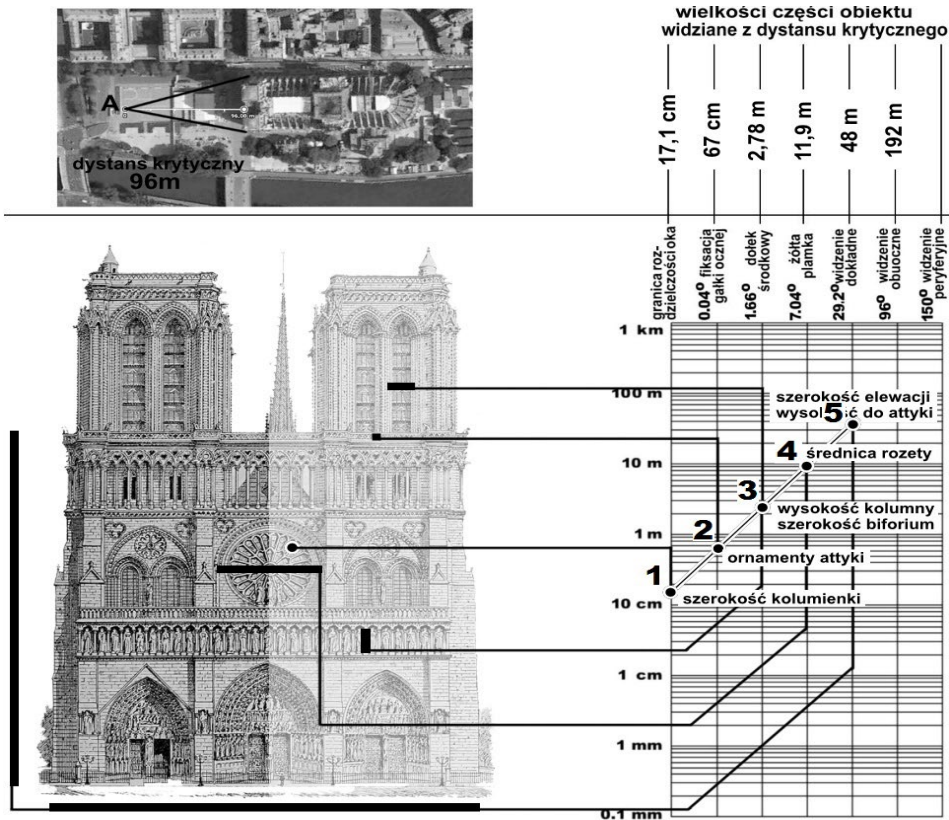 wielkości części obiektu
widziane z dystansu krytycznego
A
dystans krytyczny
96m
17,1 cm
67 cm
2,78 m
11,9 m
48 m
192 m
granica roz-
dzielczości oka
0.04° fiksacja
gałki ocznej
1.66° dołek
środkowy
7.04° żółta
plamka
29.2° widzenie
dokładne
96° widzenie
obuoczne
150° widzenie
peryferyjne
1 km
100 m
10 m
1 m
10 cm
1 cm
1 mm
0.1 mm
szerokość elewacji
5 wysokość do attyki
4 średnica rozety
3 wysokość kolumny
szerokość biforium
2 ornamenty attyki
1 szerokość kolumienki